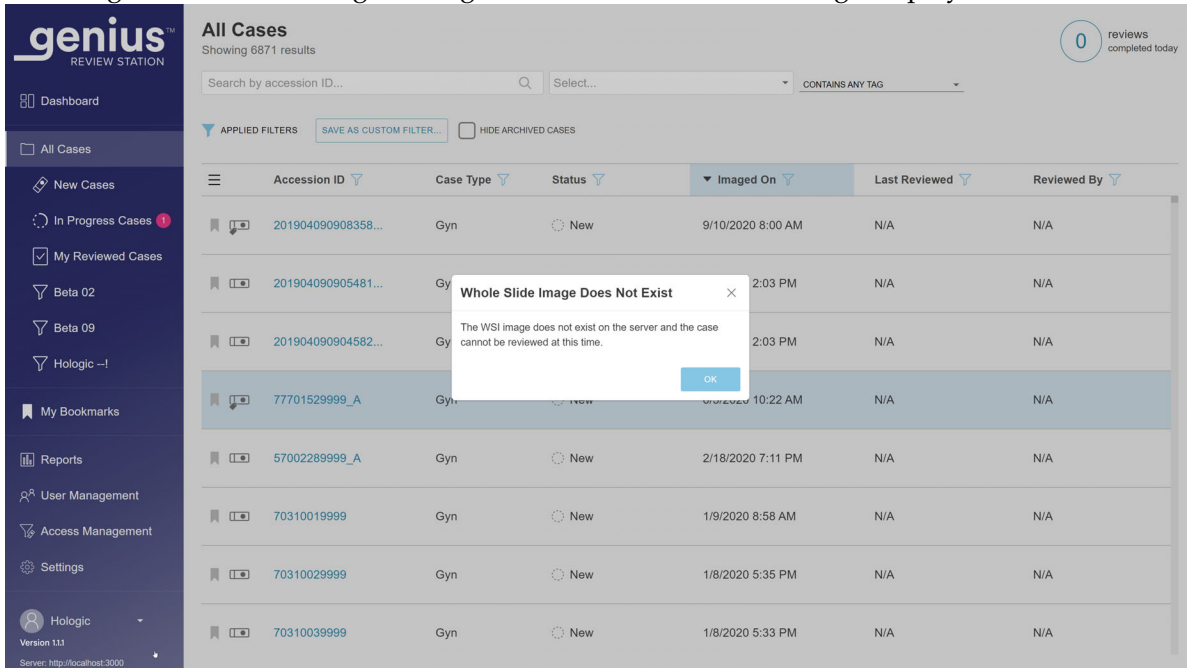 genius™
REVIEW STATION
Dashboard
All Cases
New Cases
In Progress Cases 1
My Reviewed Cases
Beta 02
Beta 09
Hologic --!
My Bookmarks
Reports
User Management
Access Management
Settings
Hologic
Version 1.1.1
Server: http://localhost:3000
All Cases
Showing 6871 results
0 reviews
completed today
Search by accession ID...
Select...
CONTAINS ANY TAG
APPLIED FILTERS
SAVE AS CUSTOM FILTER...
HIDE ARCHIVED CASES
Accession ID Case Type Status Imaged On Last Reviewed Reviewed By
201904090908358... Gyn New 9/10/2020 8:00 AM N/A N/A
201904090905481... Gy 2:03 PM N/A N/A
201904090904582... Gy 2:03 PM N/A N/A
77701529999_A Gyn New 10:22 AM N/A N/A
57002289999_A Gyn New 2/18/2020 7:11 PM N/A N/A
70310019999 Gyn New 1/9/2020 8:58 AM N/A N/A
70310029999 Gyn New 1/8/2020 5:35 PM N/A N/A
70310039999 Gyn New 1/8/2020 5:33 PM N/A N/A
Whole Slide Image Does Not Exist
The WSI image does not exist on the server and the case
cannot be reviewed at this time.
OK